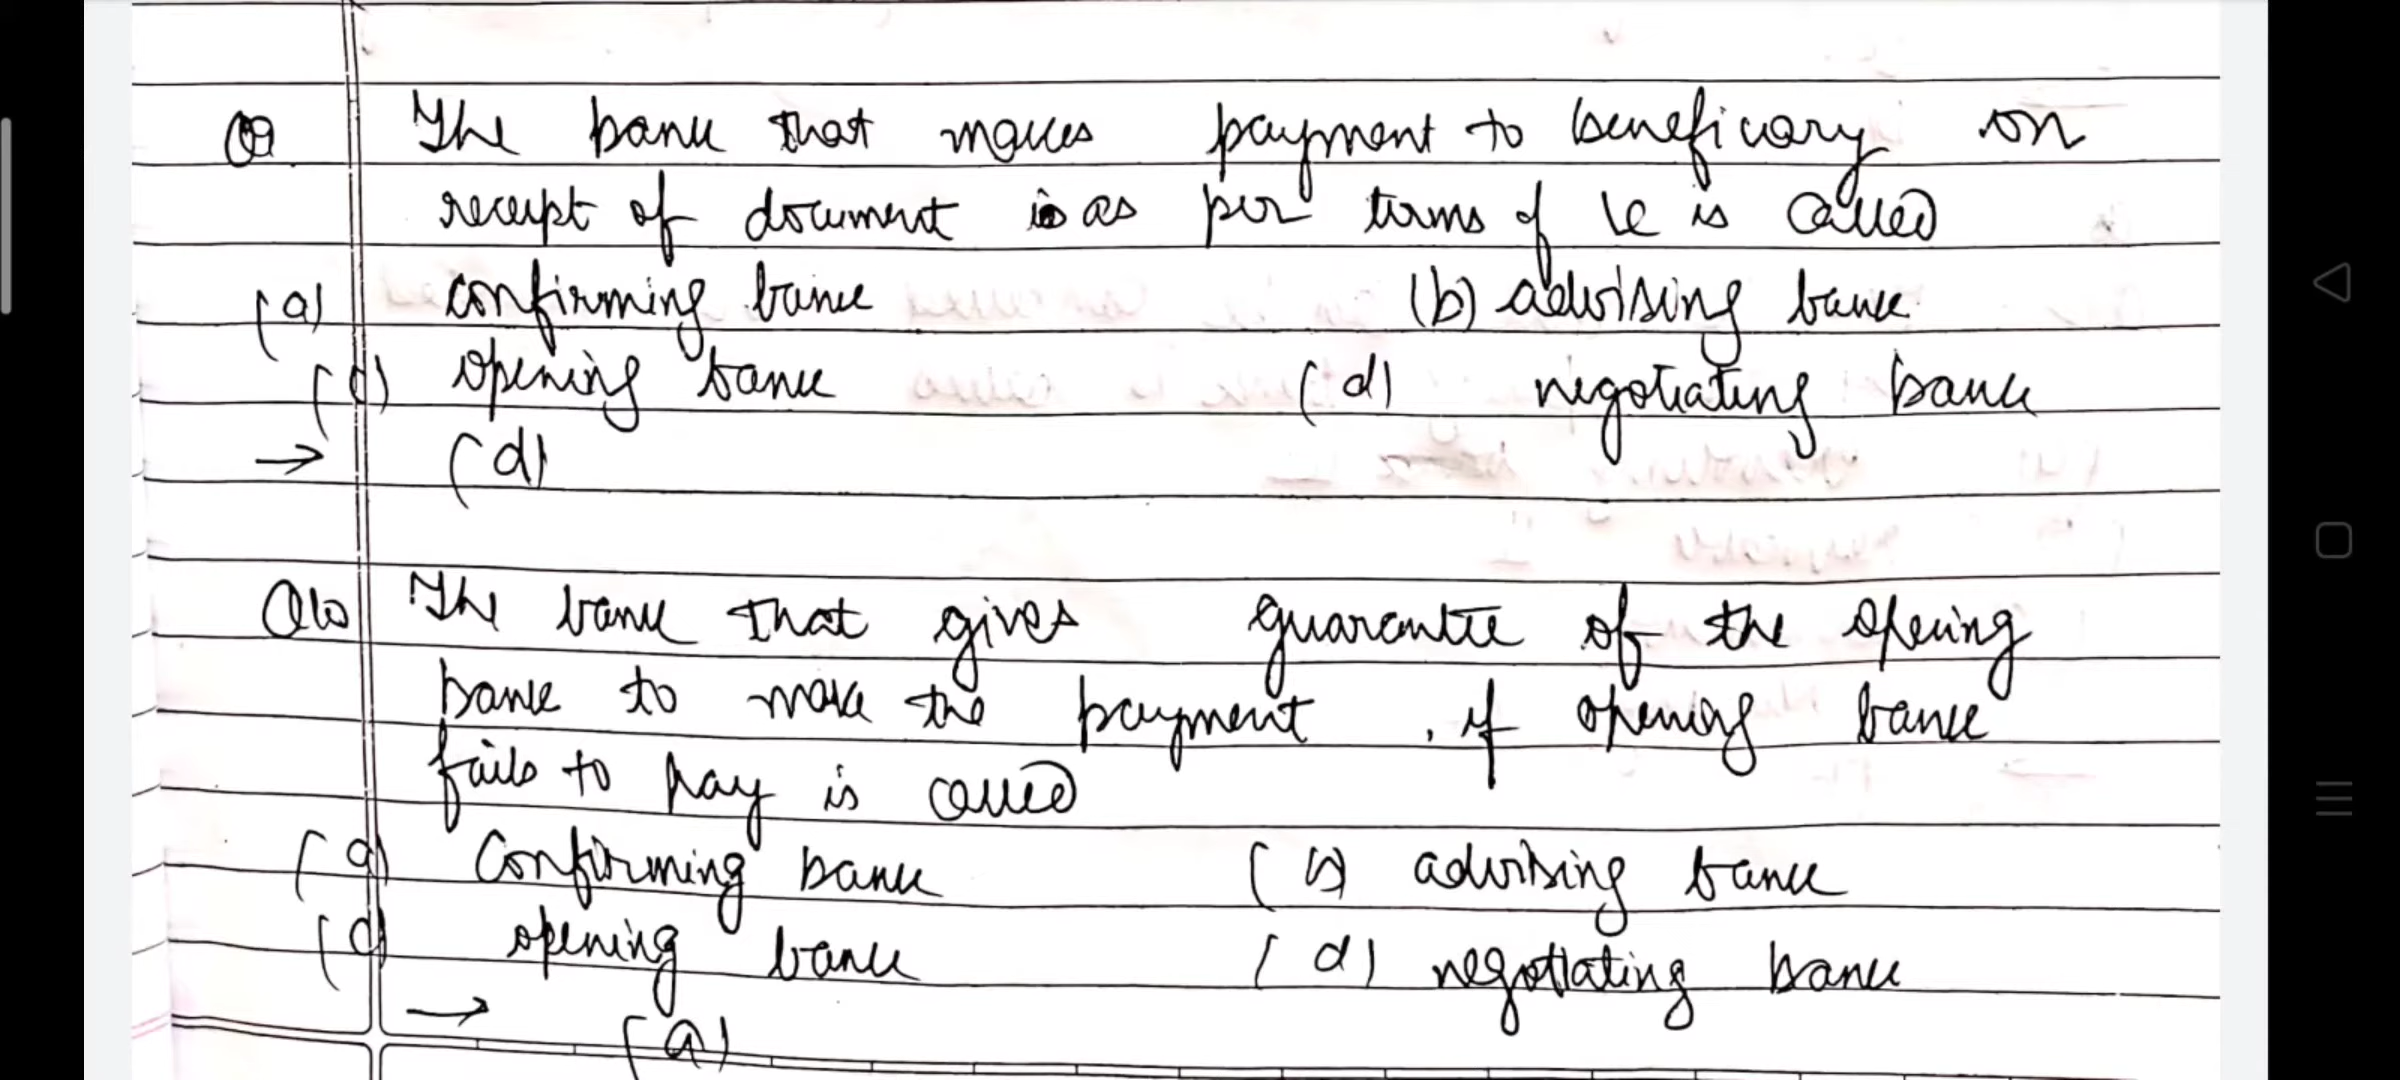 Q9 The bank that makes payment to beneficiary on
receipt of document is as per terms of LC is called
(a) confirming bank (b) advising bank
(c) opening bank (d) negotiating bank
→ (d)
Q10 The bank that gives guarantee of the opening
bank to make the payment, if opening bank
fails to pay is called
(a) Confirming bank (b) advising bank
(c) opening bank (d) negotiating bank
→ (a)